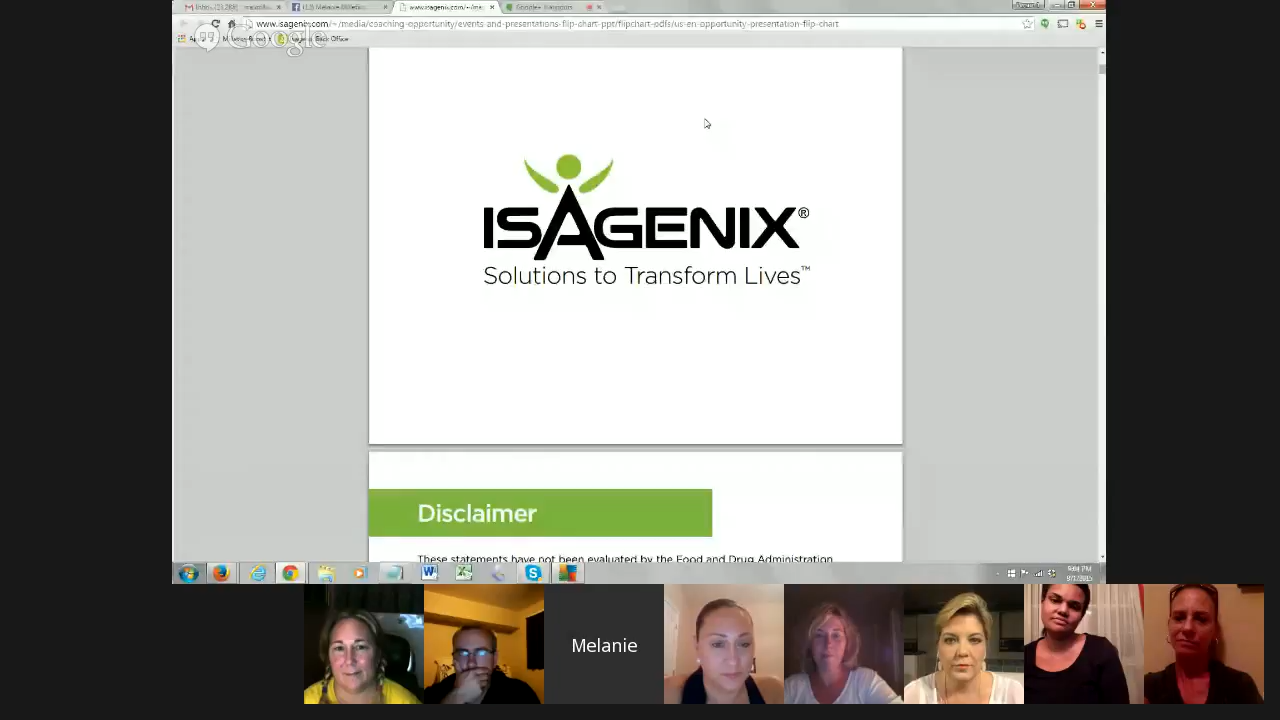 www.isagenix.com/~/media/coaching-opportunity/events-and-presentations-flip-chart-ppt/flipchart-pdfs/us-en-opportunity-presentation-flip-chart
Google
ISAGENIX®
Solutions to Transform Lives™
Disclaimer
These statements have not been evaluated by the Food and Drug Administration
Melanie